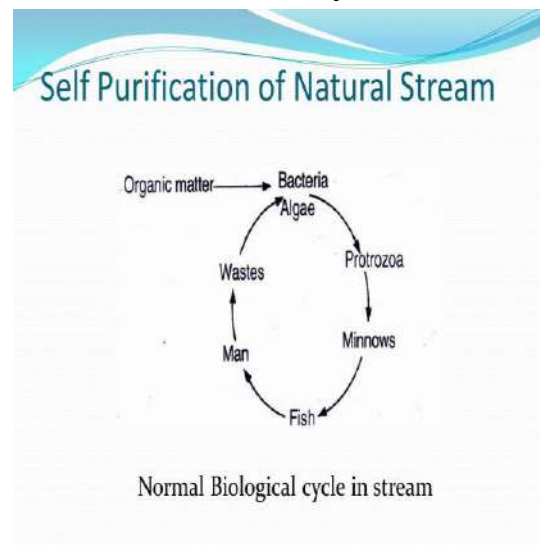 Self Purification of Natural Stream
Organic matter
Bacteria
Algae
Protrozoa
Minnows
Fish
Man
Wastes
Normal Biological cycle in stream